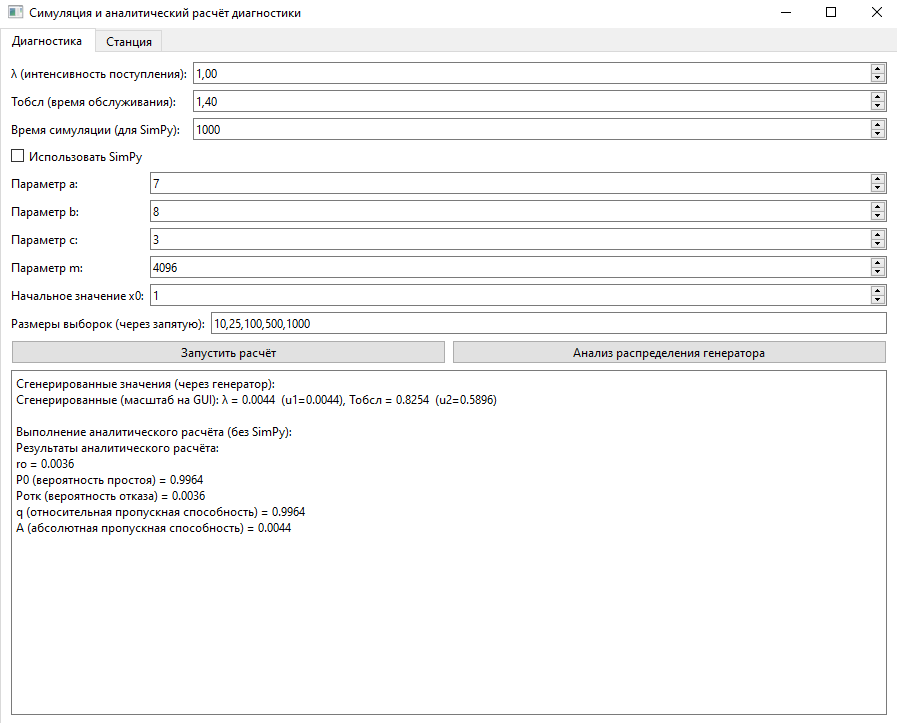 Симуляция и аналитический расчёт диагностики
Диагностика Станция
λ (интенсивность поступления): 1,00
Тобсл (время обслуживания): 1,40
Время симуляции (для SimPy): 1000
Использовать SimPy
Параметр a: 7
Параметр b: 8
Параметр c: 3
Параметр m: 4096
Начальное значение x0: 1
Размеры выборок (через запятую): 10,25,100,500,1000
Запустить расчёт Анализ распределения генератора
Сгенерированные значения (через генератор):
Сгенерированные (масштаб на GUI): λ = 0.0044 (u1=0.0044), Тобсл = 0.8254 (u2=0.5896)
Выполнение аналитического расчёта (без SimPy):
Результаты аналитического расчёта:
ro = 0.0036
P0 (вероятность простоя) = 0.9964
Pотк (вероятность отказа) = 0.0036
q (относительная пропускная способность) = 0.9964
A (абсолютная пропускная способность) = 0.0044